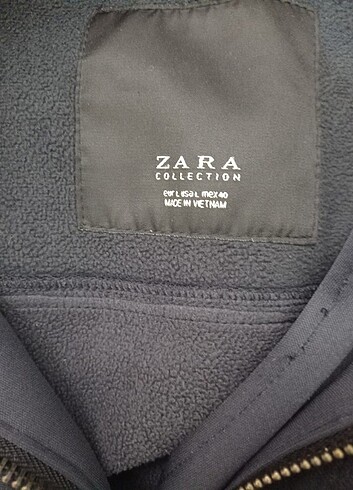 ZARA
COLLECTION
eur L usa L mex 40
MADE IN VIETNAM